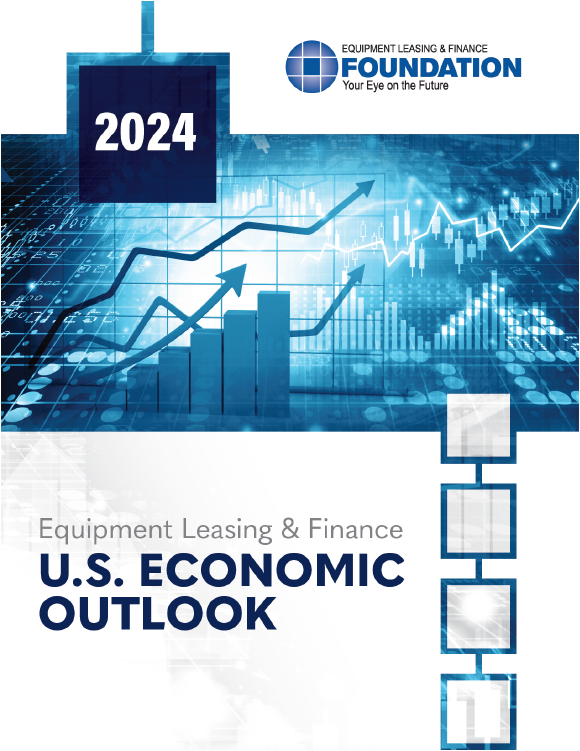 EQUIPMENT LEASING & FINANCE
FOUNDATION
Your Eye on the Future
2024
Equipment Leasing & Finance
U.S. ECONOMIC
OUTLOOK